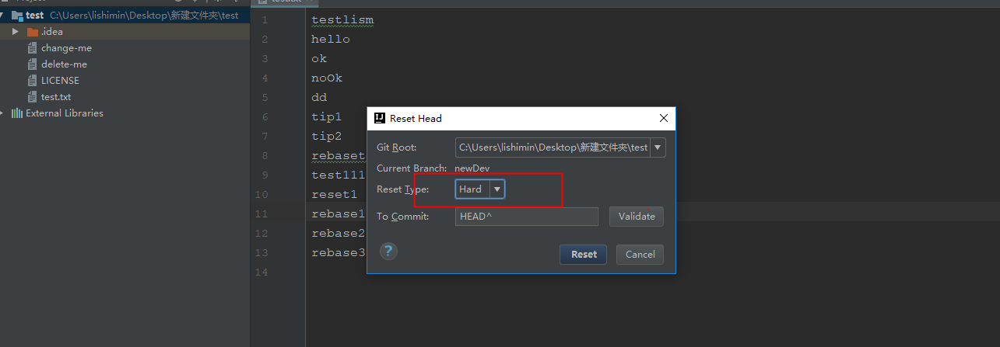 test C:\Users\lishimin\Desktop\新建文件夹\test
.idea
change-me
delete-me
LICENSE
test.txt
External Libraries
1 testlism
2 hello
3 ok
4 noOk
5 dd
6 tip1
7 tip2
8 rebaset
9 test111
10 reset1
11 rebase1
12 rebase2
13 rebase3
14
Reset Head
Git Root: C:\Users\lishimin\Desktop\新建文件夹\test
Current Branch: newDev
Reset Type: Hard
To Commit: HEAD^ Validate
? Reset Cancel